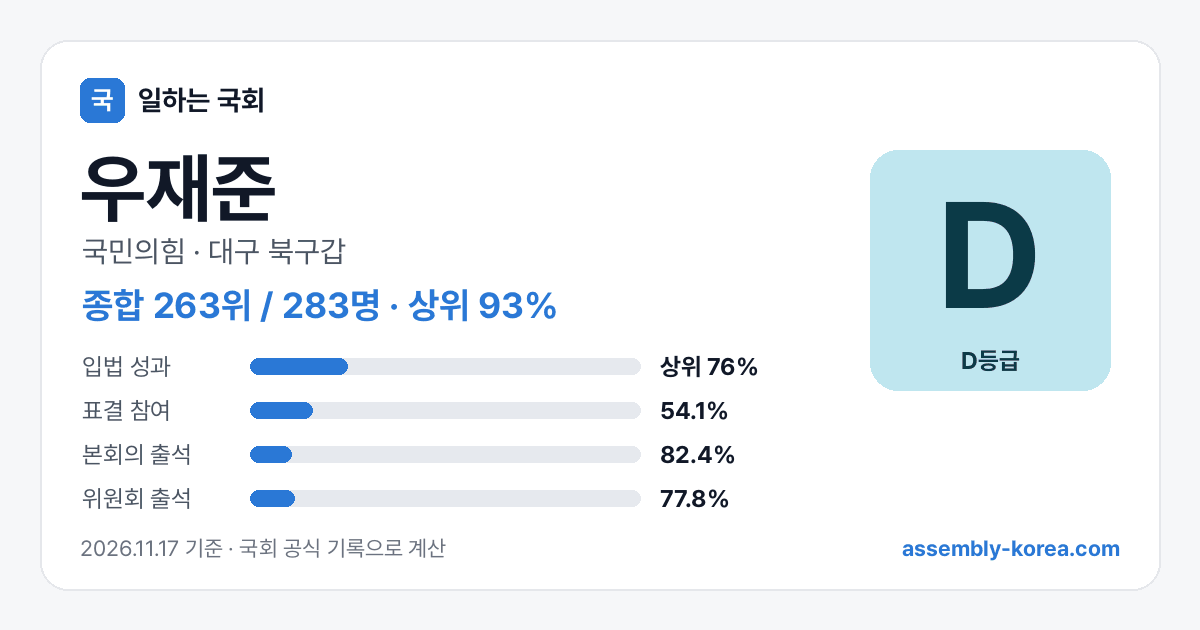 국 일하는 국회
우재준
국민의힘 · 대구 북구갑
종합 263위 / 283명 · 상위 93%
D
D등급
입법 성과 상위 76%
표결 참여 54.1%
본회의 출석 82.4%
위원회 출석 77.8%
2026.11.17 기준 · 국회 공식 기록으로 계산
assembly-korea.com